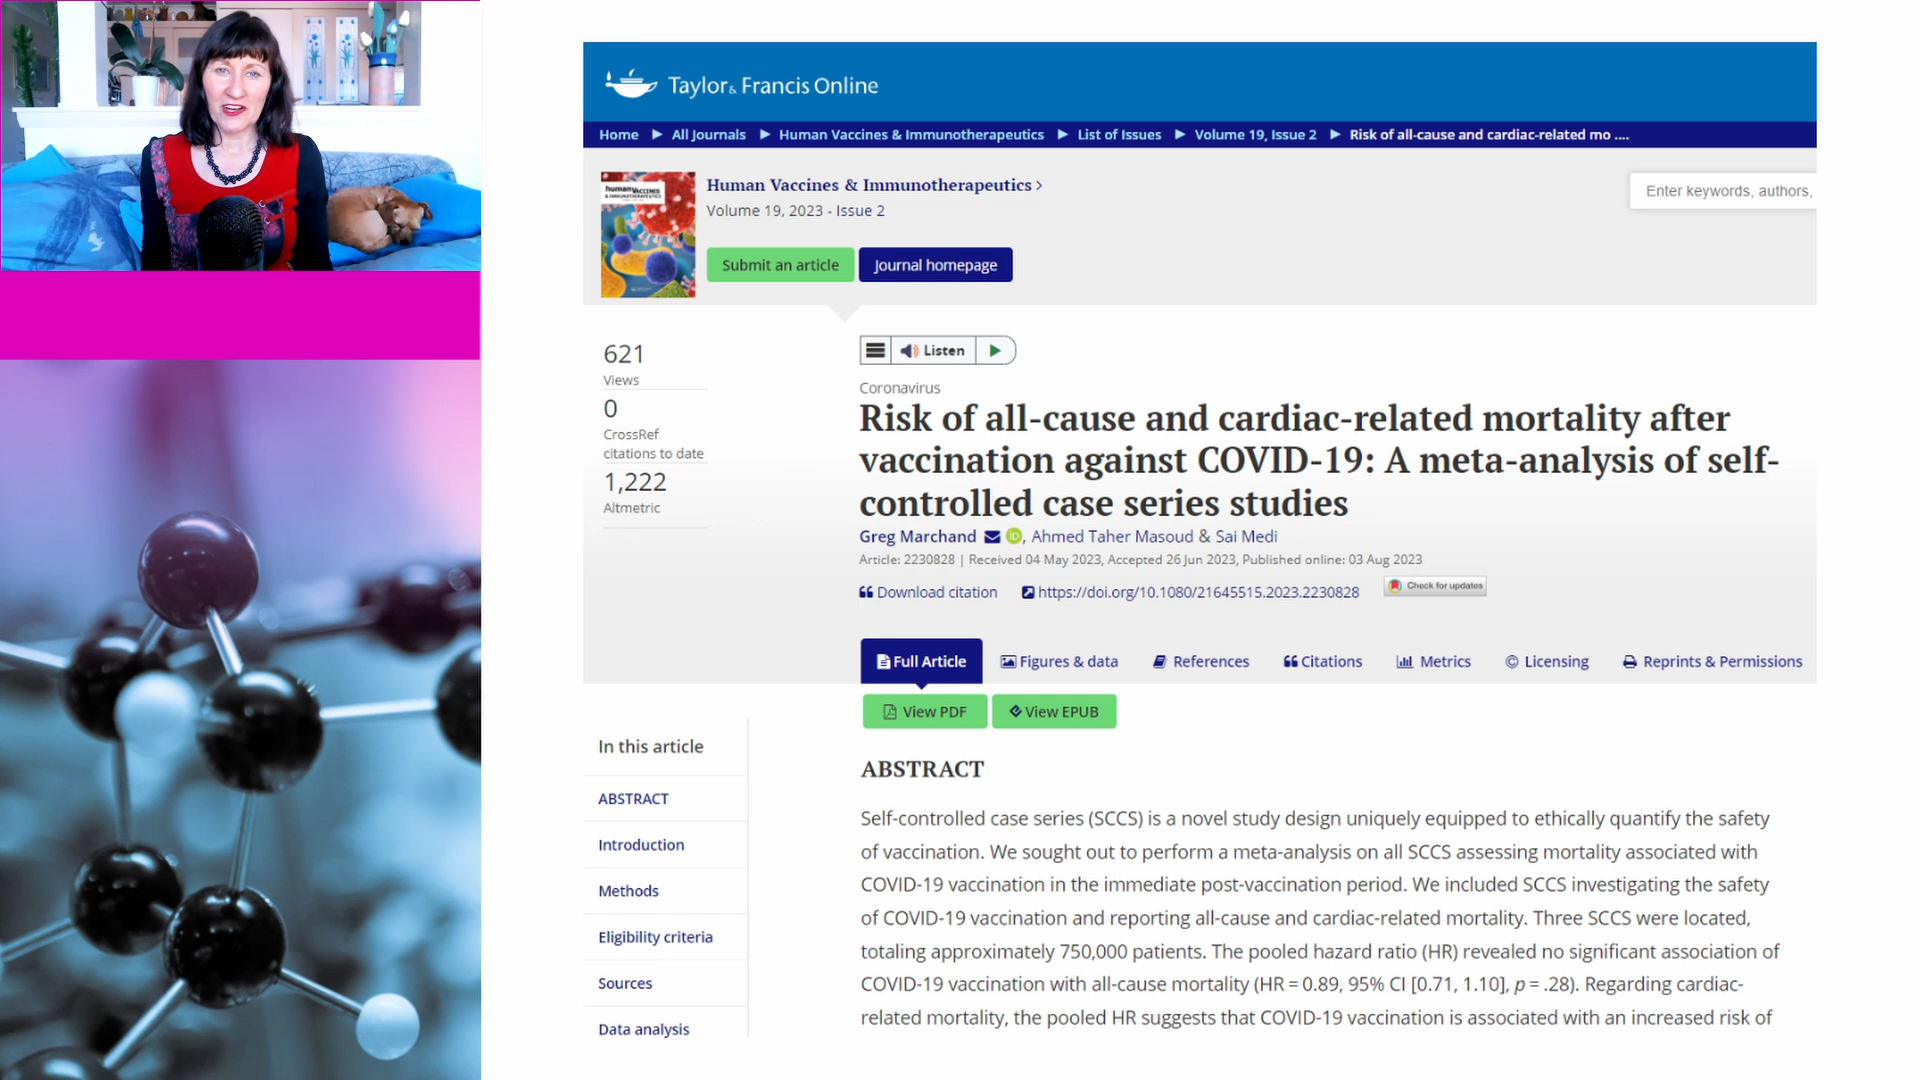 Taylor & Francis Online
Home ▶ All Journals ▶ Human Vaccines & Immunotherapeutics ▶ List of Issues ▶ Volume 19, Issue 2 ▶ Risk of all-cause and cardiac-related mo ....
human VACCINES
& IMMUNOTHERAPEUTICS
Human Vaccines & Immunotherapeutics >
Volume 19, 2023 - Issue 2
Enter keywords, authors,
Submit an article
Journal homepage
621
Views
0
CrossRef
citations to date
1,222
Altmetric
Listen
Coronavirus
Risk of all-cause and cardiac-related mortality after
vaccination against COVID-19: A meta-analysis of self-
controlled case series studies
Greg Marchand iD, Ahmed Taher Masoud & Sai Medi
Article: 2230828 | Received 04 May 2023, Accepted 26 Jun 2023, Published online: 03 Aug 2023
Download citation https://doi.org/10.1080/21645515.2023.2230828 Check for updates
Full Article Figures & data References Citations Metrics Licensing Reprints & Permissions
View PDF View EPUB
In this article
ABSTRACT
Introduction
Methods
Eligibility criteria
Sources
Data analysis
ABSTRACT
Self-controlled case series (SCCS) is a novel study design uniquely equipped to ethically quantify the safety
of vaccination. We sought out to perform a meta-analysis on all SCCS assessing mortality associated with
COVID-19 vaccination in the immediate post-vaccination period. We included SCCS investigating the safety
of COVID-19 vaccination and reporting all-cause and cardiac-related mortality. Three SCCS were located,
totaling approximately 750,000 patients. The pooled hazard ratio (HR) revealed no significant association of
COVID-19 vaccination with all-cause mortality (HR = 0.89, 95% CI [0.71, 1.10], p = .28). Regarding cardiac-
related mortality, the pooled HR suggests that COVID-19 vaccination is associated with an increased risk of